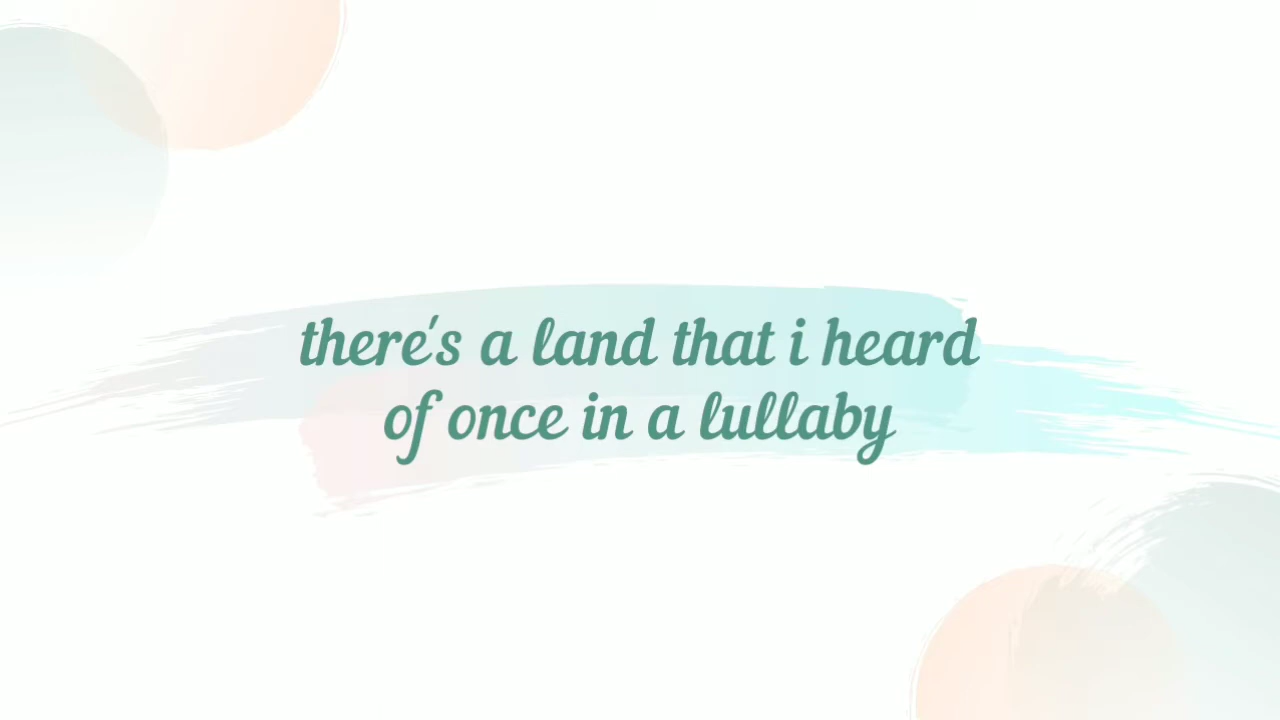 there's a land that i heard
of once in a lullaby